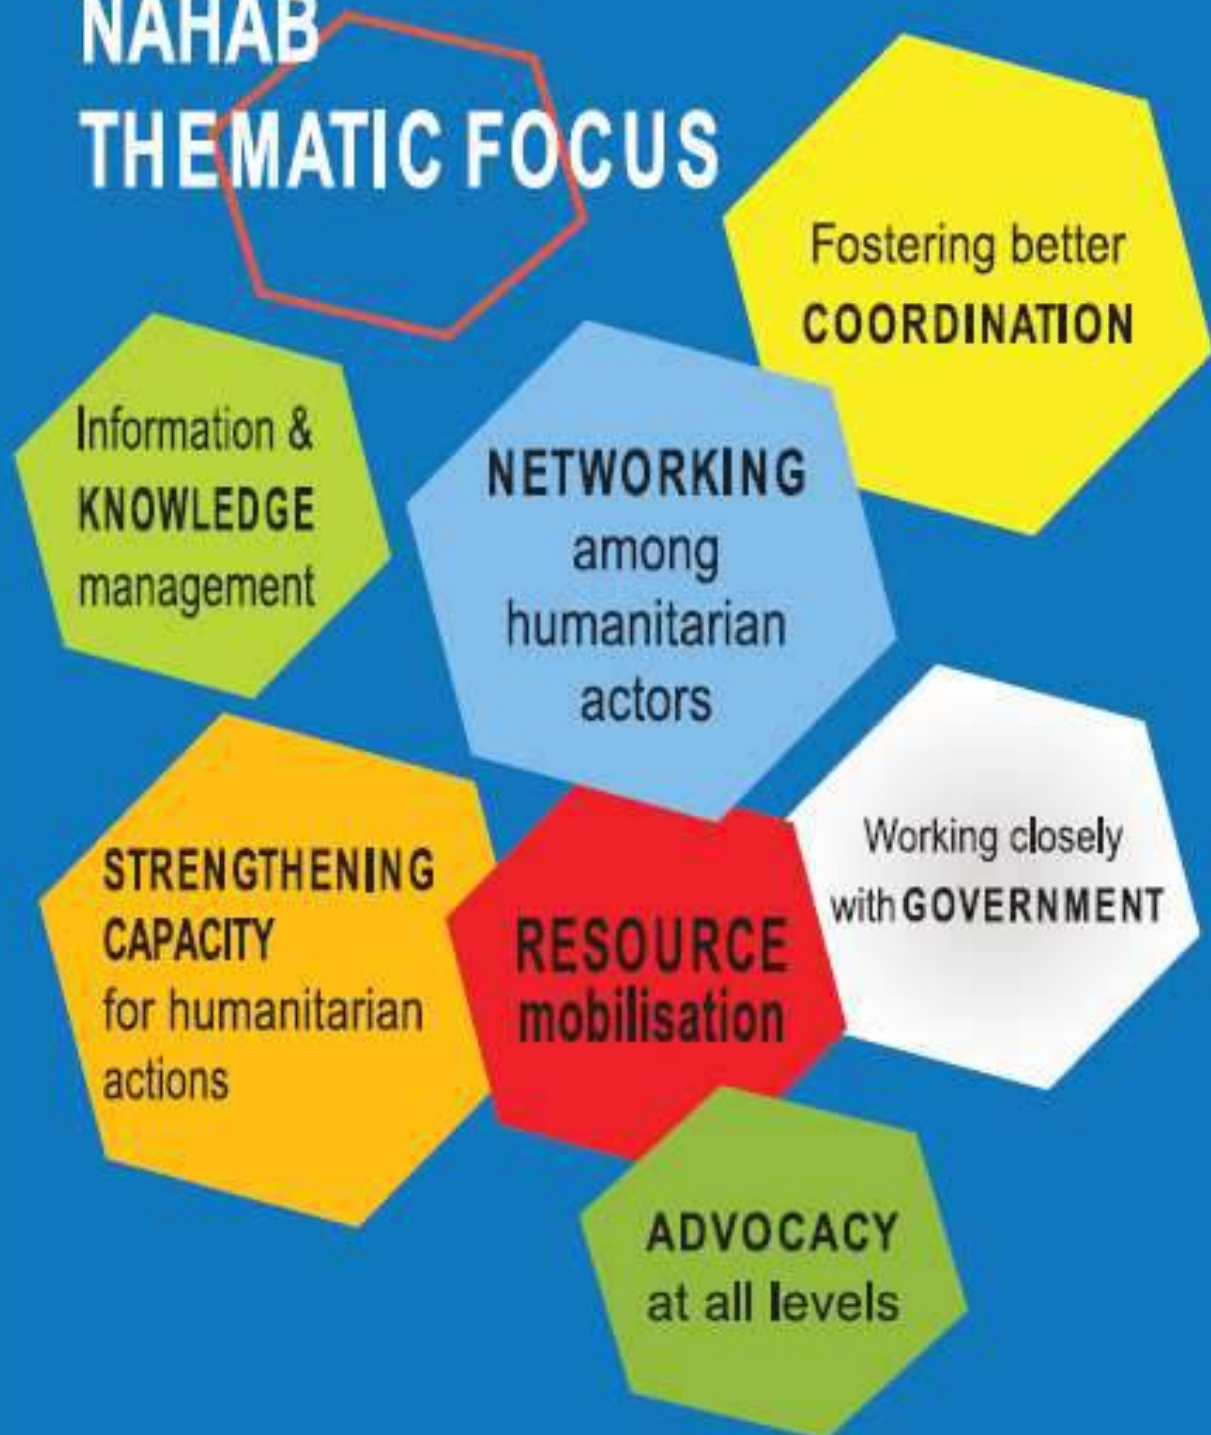 NAHAB
THEMATIC FOCUS
Fostering better
COORDINATION
Information &
KNOWLEDGE
management
NETWORKING
among
humanitarian
actors
Working closely
with GOVERNMENT
STRENGTHENING
CAPACITY
for humanitarian
actions
RESOURCE
mobilisation
ADVOCACY
at all levels